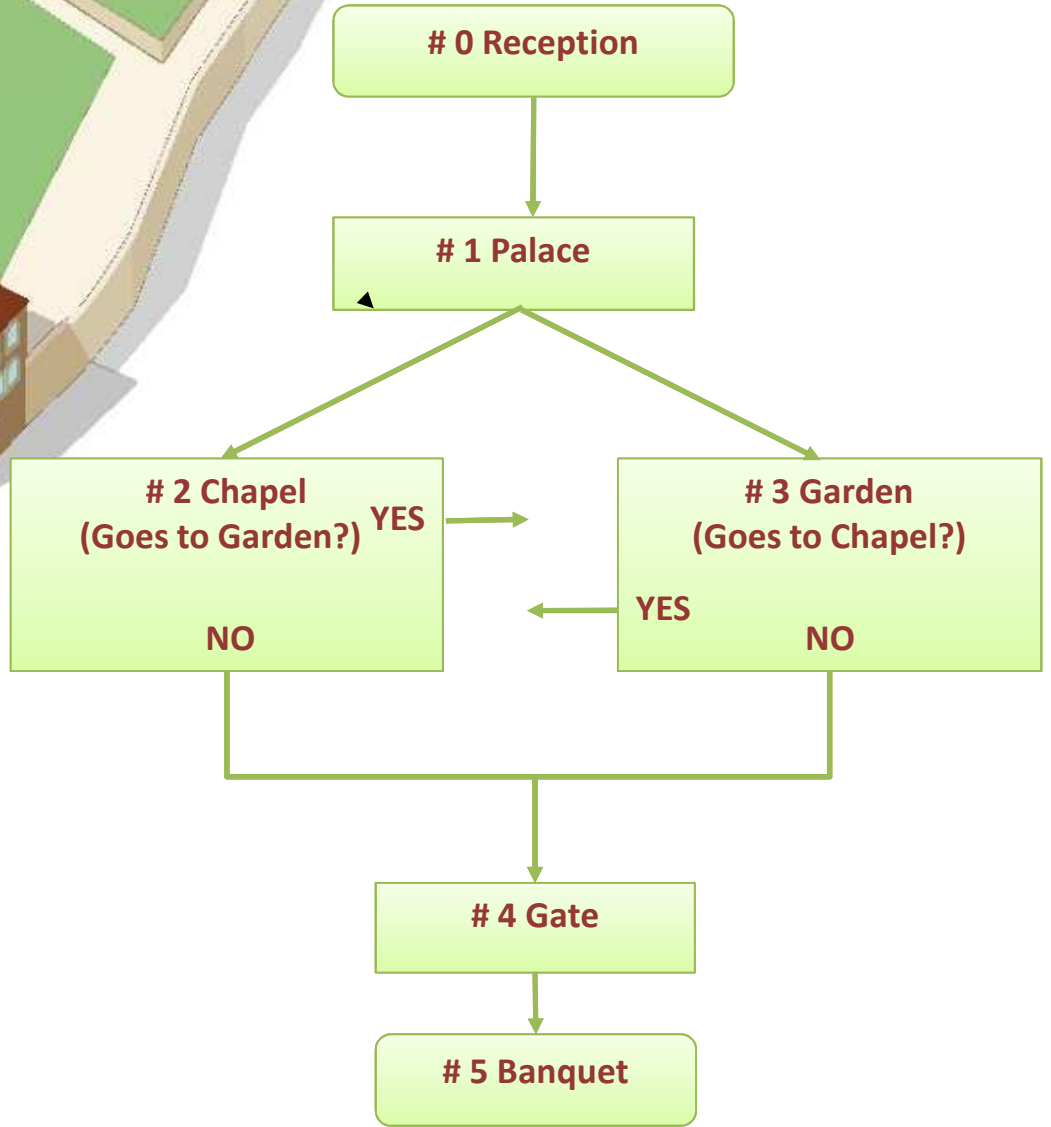 # 0 Reception
# 1 Palace
# 2 Chapel
(Goes to Garden?)
YES
NO
# 3 Garden
(Goes to Chapel?)
YES
NO
# 4 Gate
# 5 Banquet